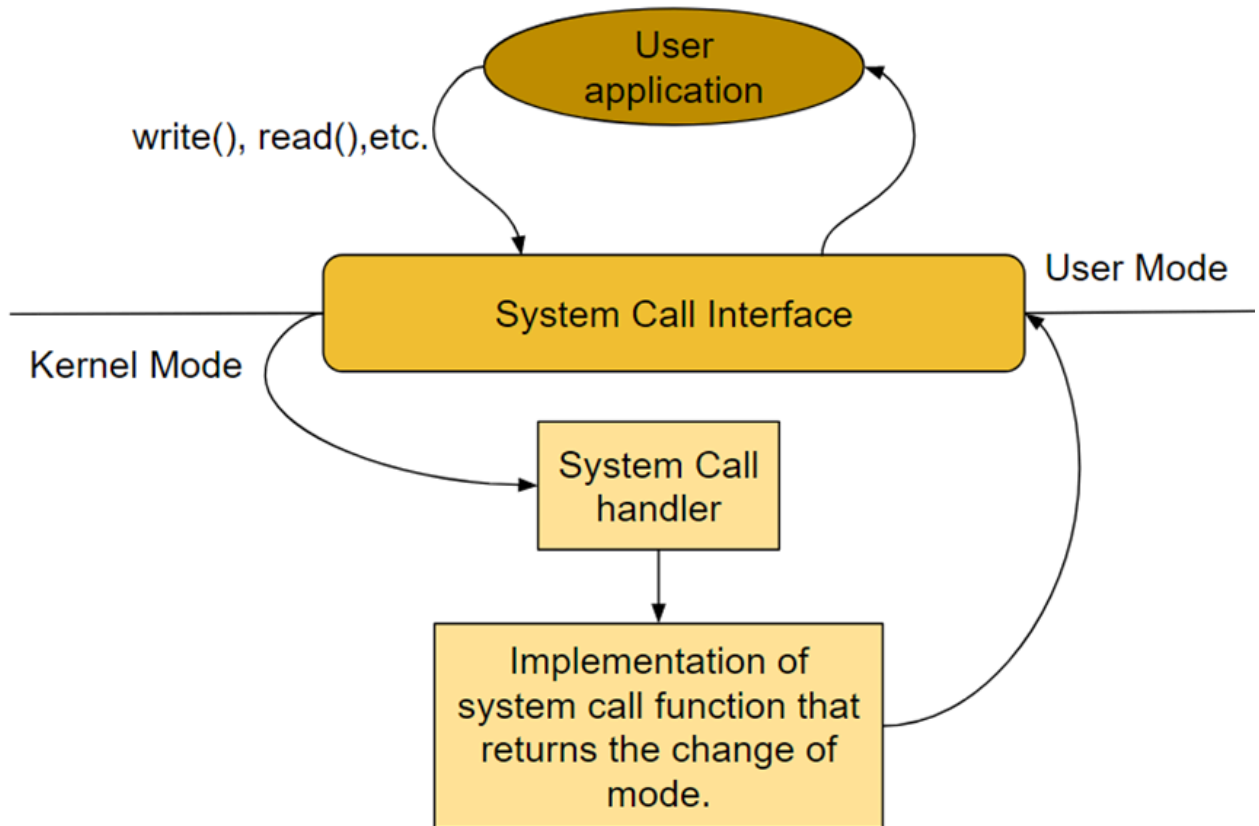 User
application
write(), read(),etc.
User Mode
System Call Interface
Kernel Mode
System Call
handler
Implementation of
system call function that
returns the change of
mode.